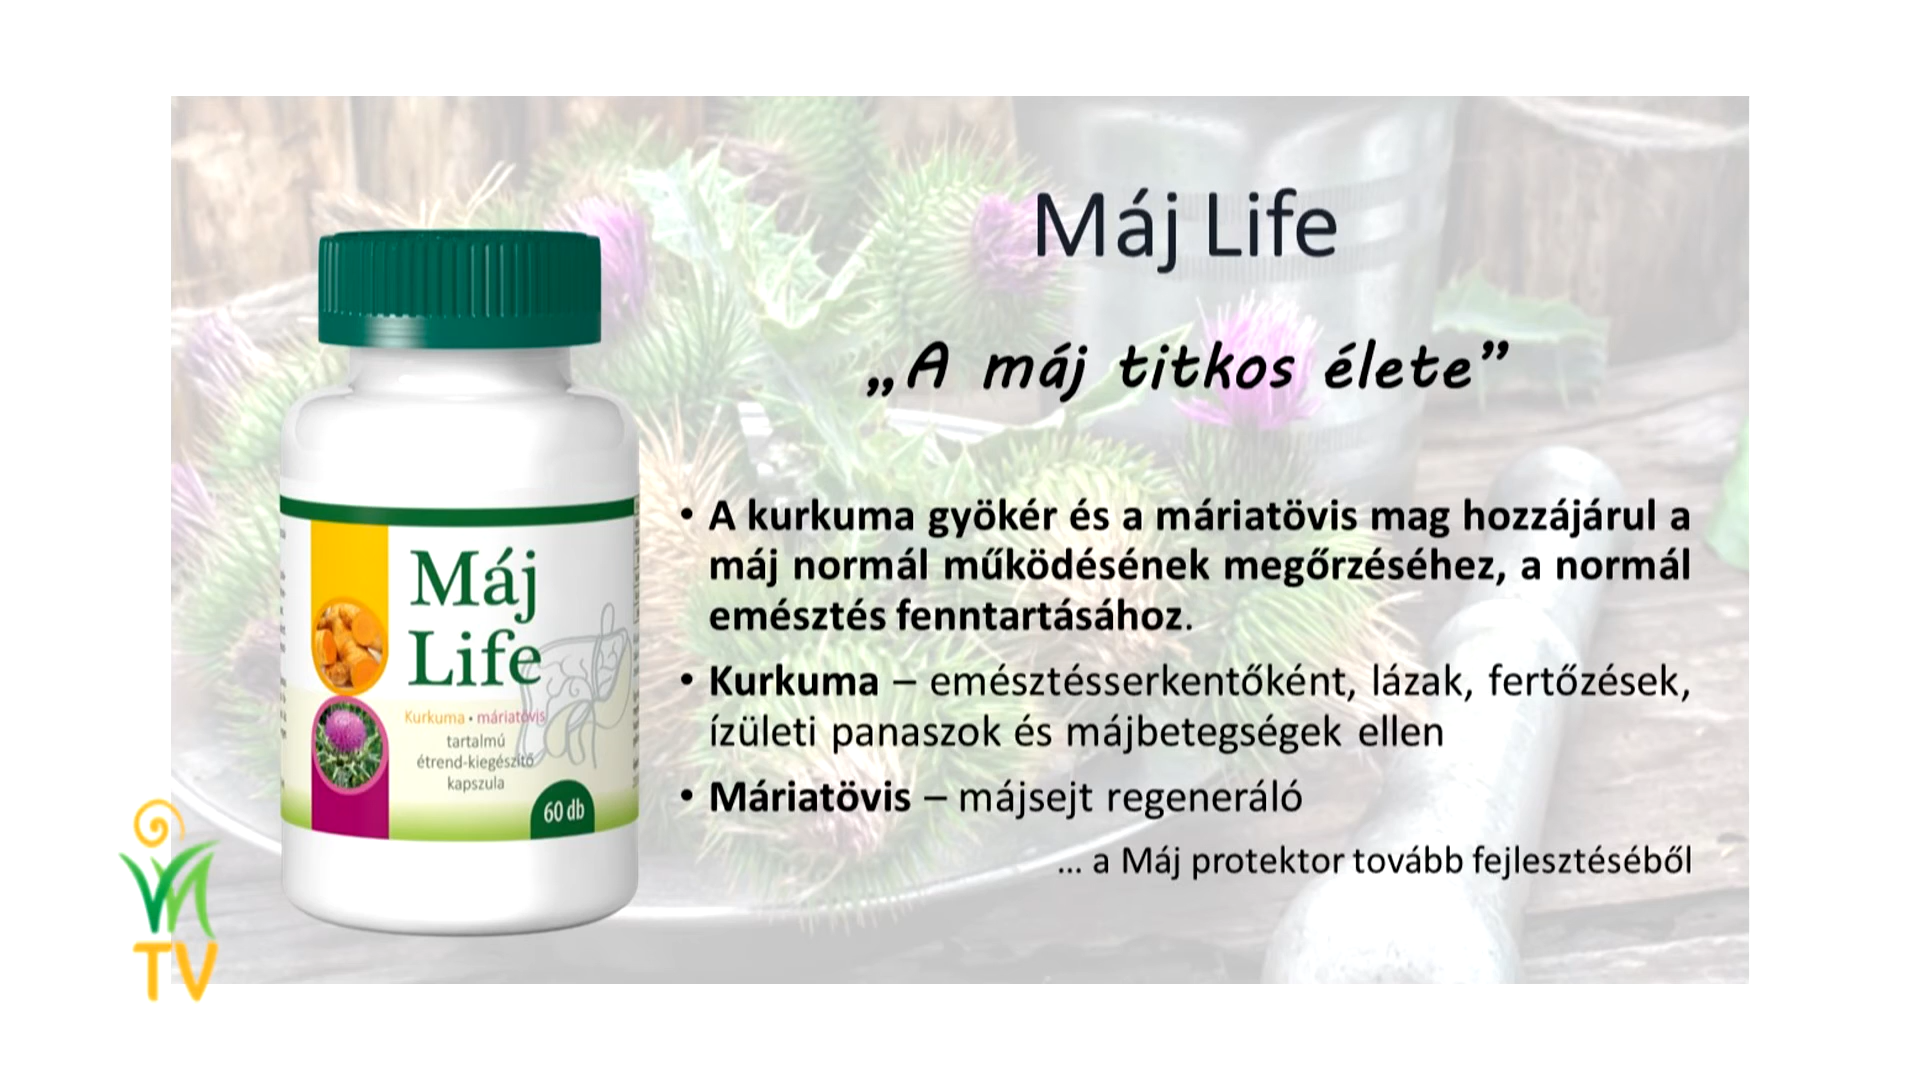 Máj Life
„A máj titkos élete”
• A kurkuma gyökér és a máriatövis mag hozzájárul a
máj normál működésének megőrzéséhez, a normál
emésztés fenntartásához.
• Kurkuma – emésztésserkentőként, lázak, fertőzések,
ízületi panaszok és májbetegségek ellen
• Máriatövis – májsejt regeneráló
... a Máj protektor tovább fejlesztéséből
Máj
Life
Kurkuma • máriatövis
tartalmú
étrend-kiegészítő
kapszula
60 db
VM
TV